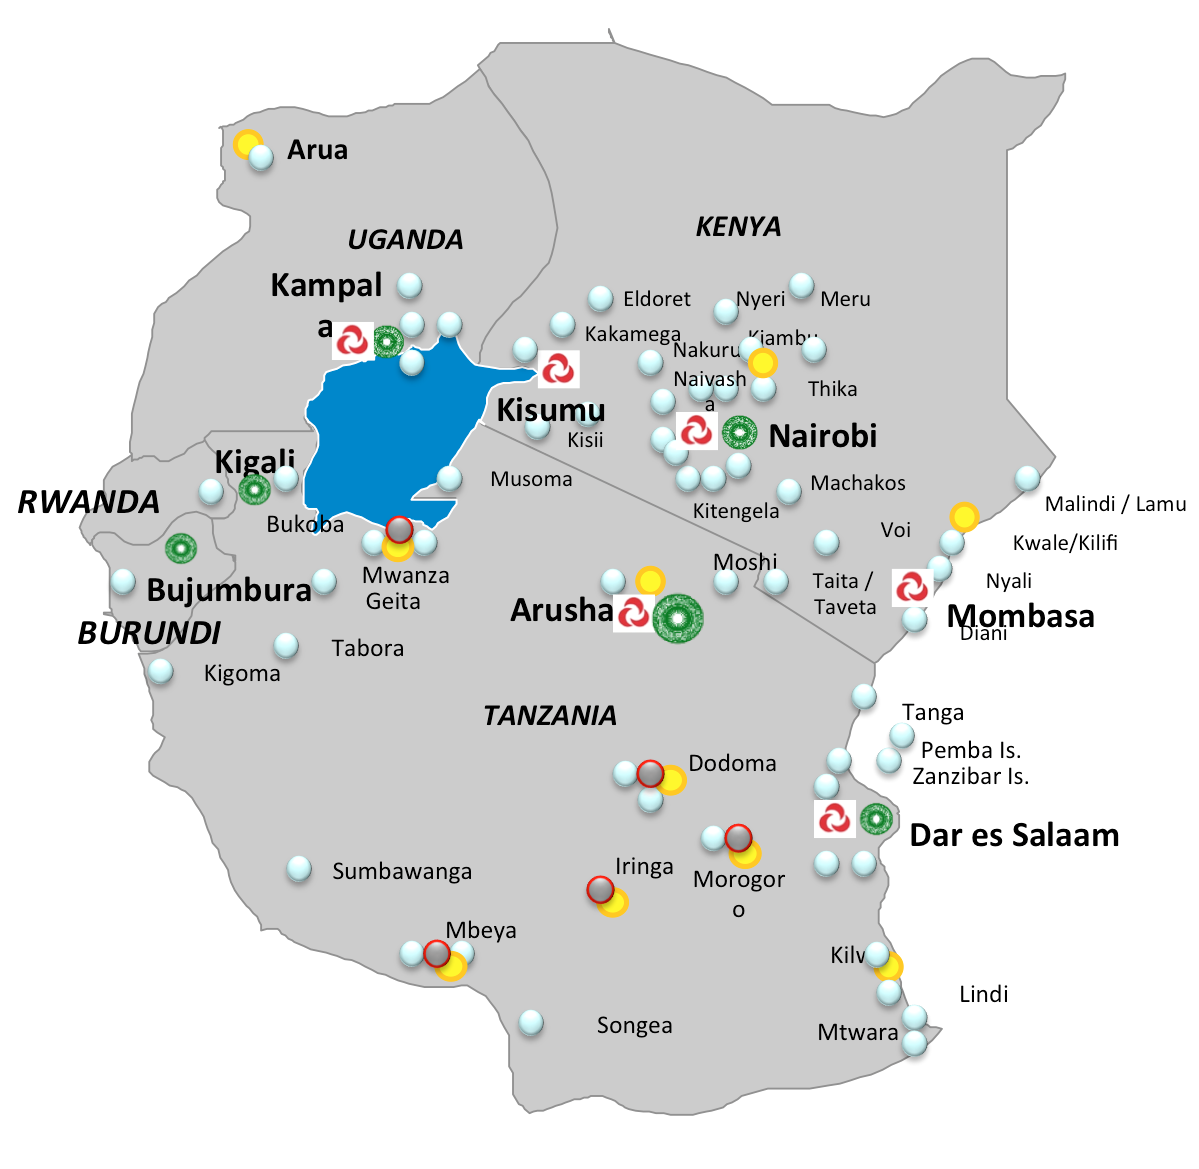 Arua
KENYA
UGANDA
Kampal
a
Eldoret
Nyeri
Meru
Kakamega
Kiambu
Nakuru
Naivash
a
Thika
Kisumu
Kisii
Nairobi
Kigali
Musoma
Machakos
RWANDA
Kitengela
Malindi / Lamu
Bukoba
Voi
Kwale/Kilifi
Moshi
Mwanza
Geita
Bujumbura
Taita /
Taveta
Nyali
Arusha
Mombasa
Diani
BURUNDI
Tabora
Kigoma
TANZANIA
Tanga
Pemba Is.
Zanzibar Is.
Dodoma
Dar es Salaam
Iringa
Sumbawanga
Morogor
o
Mbeya
Lindi
Songea
Mtwara